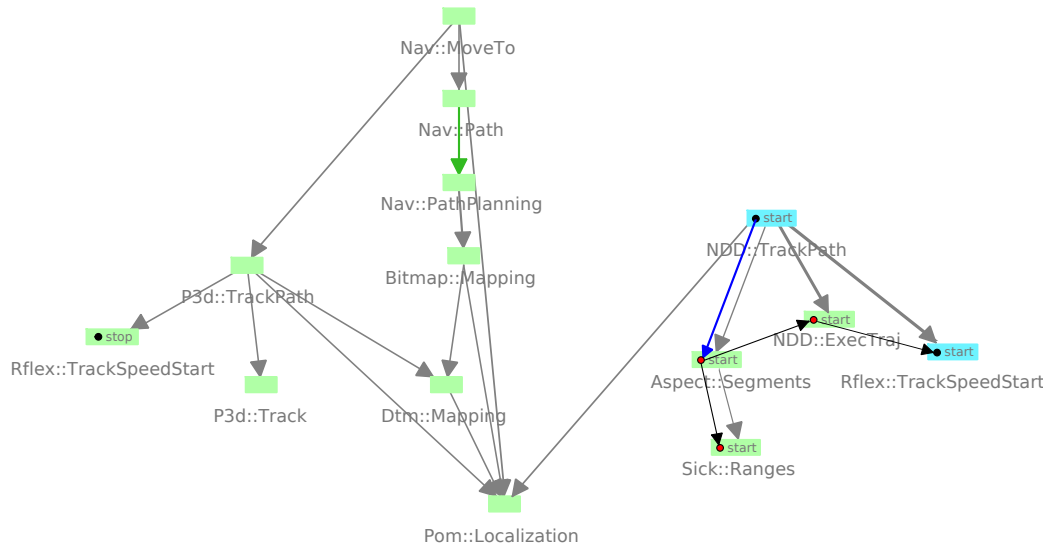 Nav::MoveTo
Nav::Path
Nav::PathPlanning
start
NDD::TrackPath
Bitmap::Mapping
P3d::TrackPath
start
stop
NDD::ExecTraj
start
start
Rflex::TrackSpeedStart
Aspect::Segments
Rflex::TrackSpeedStart
P3d::Track
Dtm::Mapping
start
Sick::Ranges
Pom::Localization